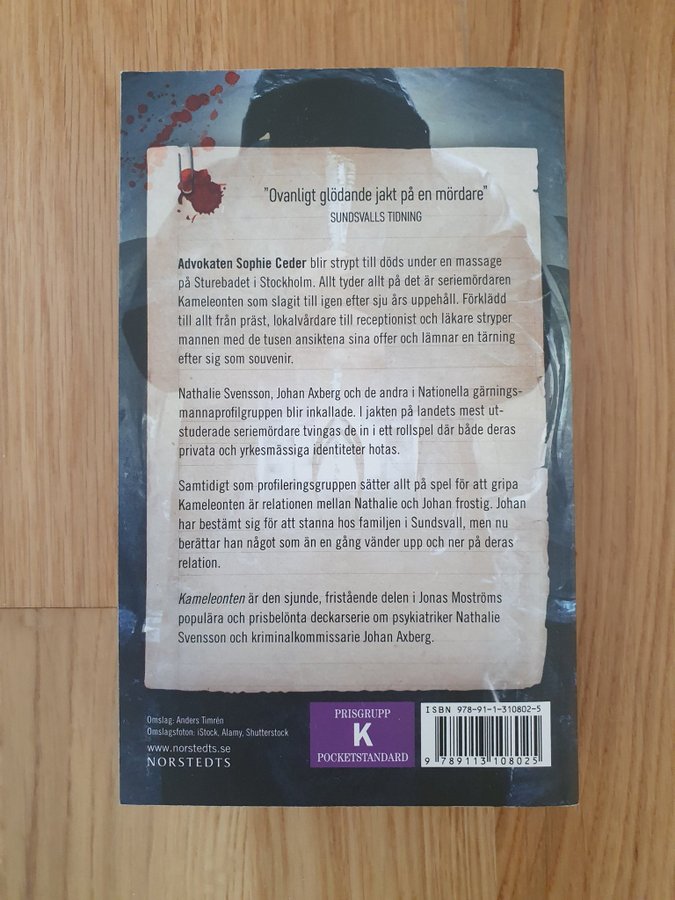 "Ovanligt glödande jakt på en mördare"
SUNDSVALLS TIDNING
Advokaten Sophie Ceder blir strypt till döds under en massage
på Sturebadet i Stockholm. Allt tyder allt på det är seriemördaren
Kameleonten som slagit till igen efter sju års uppehåll. Förklädd
till allt från präst, lokalvårdare till receptionist och läkare stryper
mannen med de tusen ansiktena sina offer och lämnar en tärning
efter sig som souvenir.
Nathalie Svensson, Johan Axberg och de andra i Nationella gärnings-
mannaprofilgruppen blir inkallade. I jakten på landets mest ut-
studerade seriemördare tvingas de in i ett rollspel där både deras
privata och yrkesmässiga identiteter hotas.
Samtidigt som profileringsgruppen sätter allt på spel för att gripa
Kameleonten är relationen mellan Nathalie och Johan frostig. Johan
har bestämt sig för att stanna hos familjen i Sundsvall, men nu
berättar han något som än en gång vänder upp och ner på deras
relation.
Kameleonten är den sjunde, fristående delen i Jonas Moströms
populära och prisbelönta deckarserie om psykiatriker Nathalie
Svensson och kriminalkommissarie Johan Axberg.
Omslag: Anders Timrén
Omslagsfoton: iStock, Alamy, Shutterstock
www.norstedts.se
NORSTEDTS
PRISGRUPP
K
POCKETSTANDARD
ISBN 978-91-1-310802-5
9 789113 108025